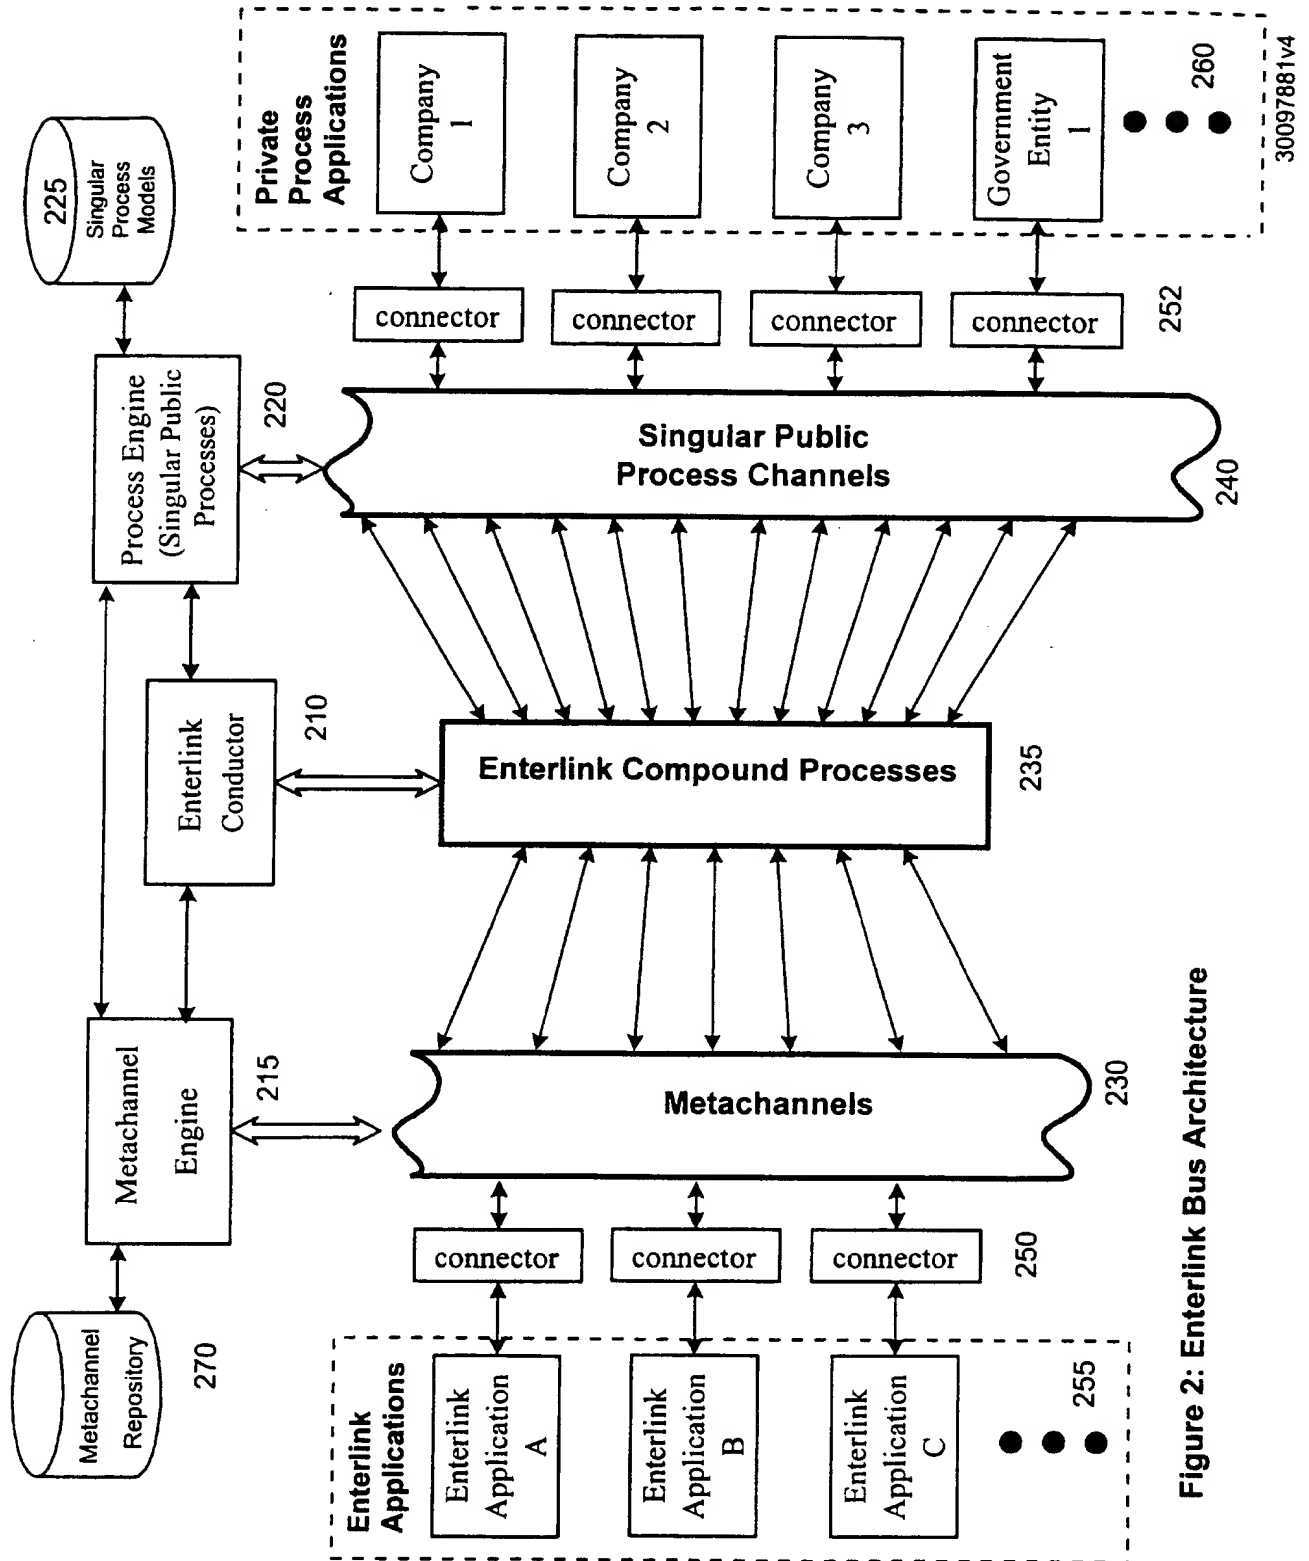 Metachannel
Repository
270
Metachannel
Engine
215
Enterlink
Conductor
210
Process Engine
(Singular Public
Processes)
220
225
Singular
Process
Models
Enterlink
Applications
Enterlink
Application
A
Enterlink
Application
B
Enterlink
Application
C
255
connector
connector
connector
250
Metachannels
230
Enterlink Compound Processes
235
Singular Public
Process Channels
240
connector
connector
connector
connector
252
Private
Process
Applications
Company
1
Company
2
Company
3
Government
Entity
1
260
Figure 2: Enterlink Bus Architecture
30097881v4